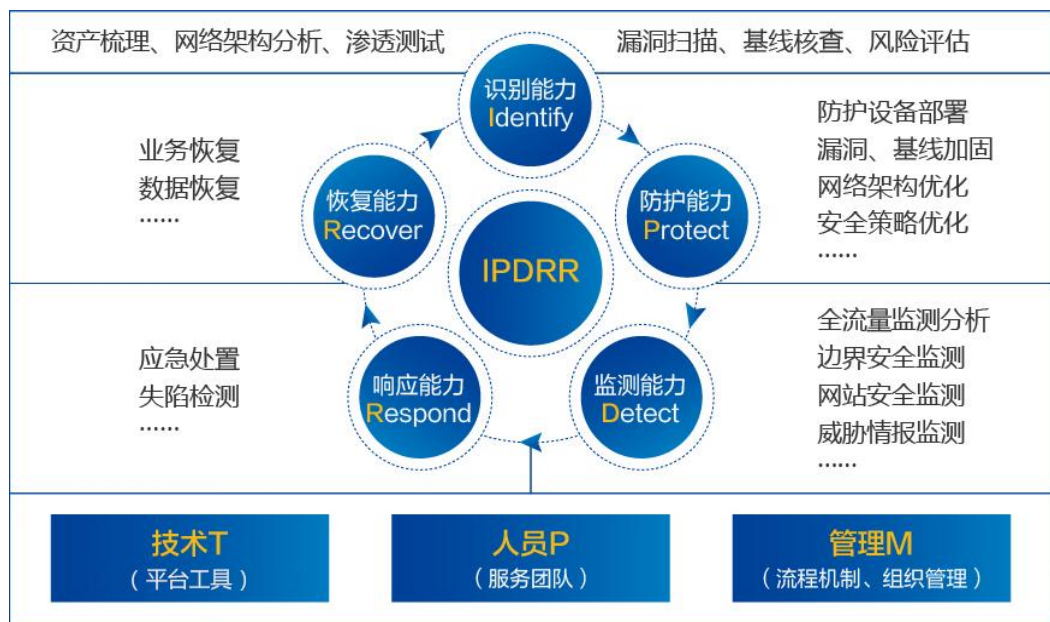 资产梳理、网络架构分析、渗透测试
漏洞扫描、基线核查、风险评估
识别能力
Identify
业务恢复
数据恢复
……
恢复能力
Recover
防护能力
Protect
防护设备部署
漏洞、基线加固
网络架构优化
安全策略优化
……
IPDRR
应急处置
失陷检测
……
响应能力
Respond
监测能力
Detect
全流量监测分析
边界安全监测
网站安全监测
威胁情报监测
……
技术T
（平台工具）
人员P
（服务团队）
管理M
（流程机制、组织管理）